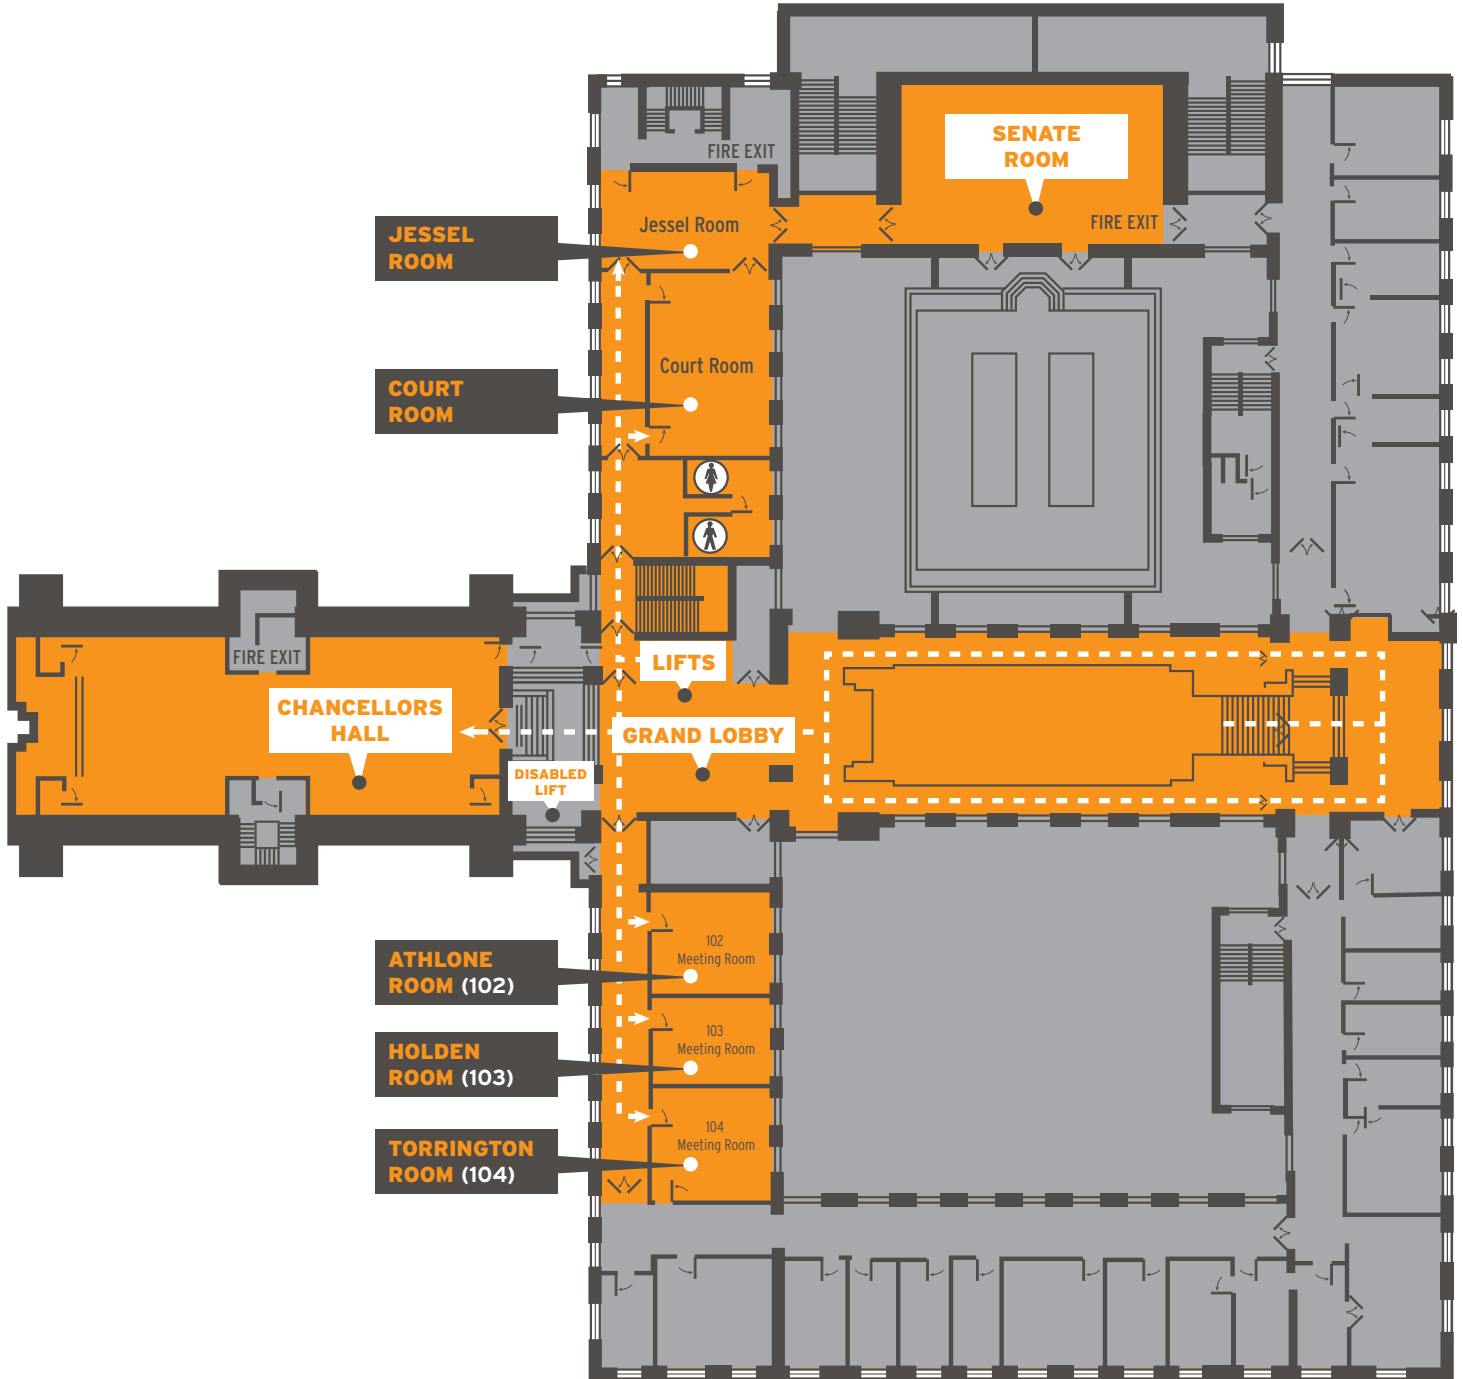 SENATE
ROOM
FIRE EXIT
FIRE EXIT
JESSEL
ROOM
Jessel Room
COURT
ROOM
Court Room
FIRE EXIT
LIFTS
CHANCELLORS
HALL
GRAND LOBBY
DISABLED
LIFT
ATHLONE
ROOM (102)
102
Meeting Room
HOLDEN
ROOM (103)
103
Meeting Room
TORRINGTON
ROOM (104)
104
Meeting Room